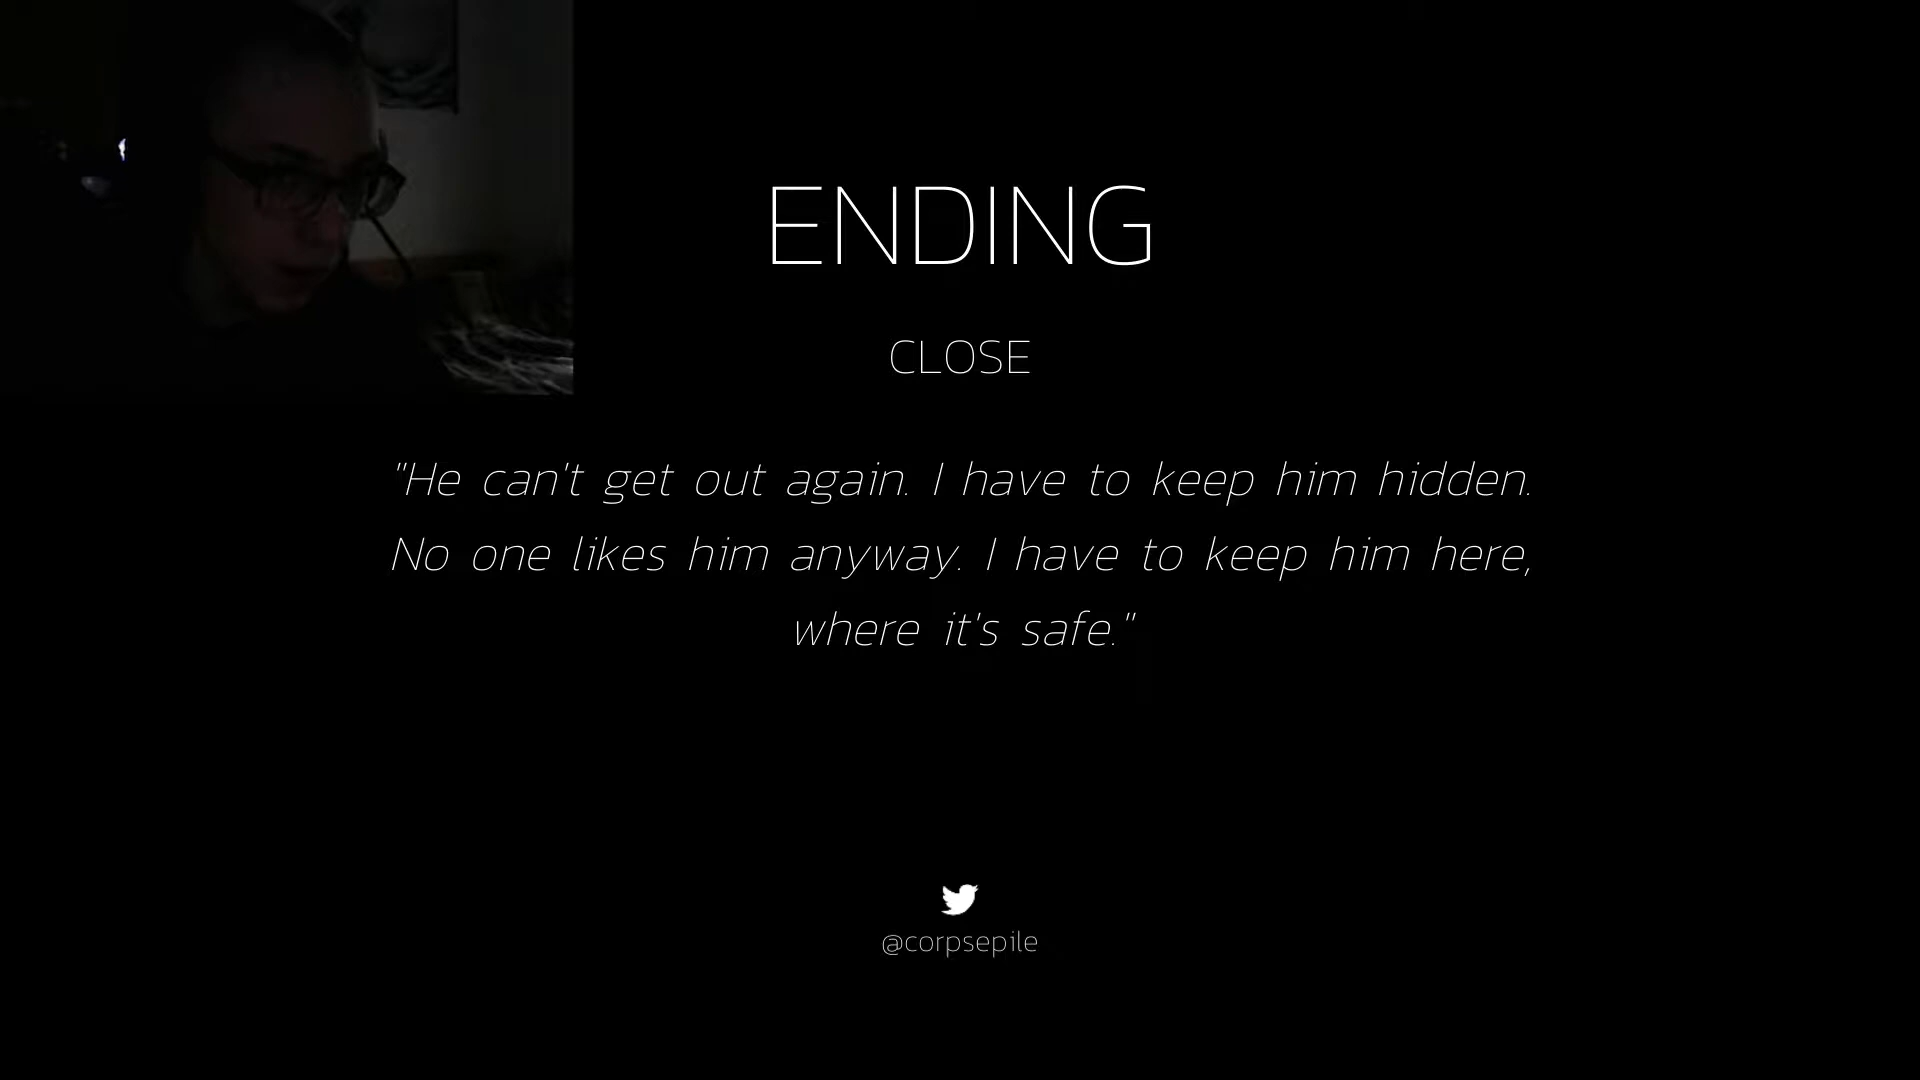 ENDING
CLOSE
"He can't get out again. I have to keep him hidden.
No one likes him anyway. I have to keep him here,
where it's safe."
@corpsepile